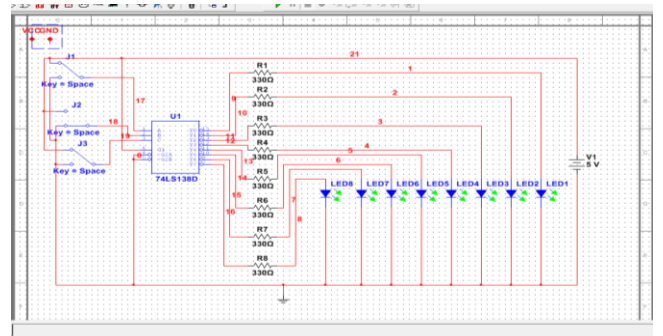 VCC GND
21
J1
Key = Space
17
J2
18
Key = Space
19
J3
Key = Space
U1
74LS138D
R1
330Ω
1
R2
330Ω
2
9
10
R3
330Ω
3
11
12
R4
330Ω
4
5
13
6
14
R5
330Ω
15
R6
330Ω
7
16
8
R7
330Ω
R8
330Ω
LED8 LED7 LED6 LED5 LED4 LED3 LED2 LED1
V1
5 V